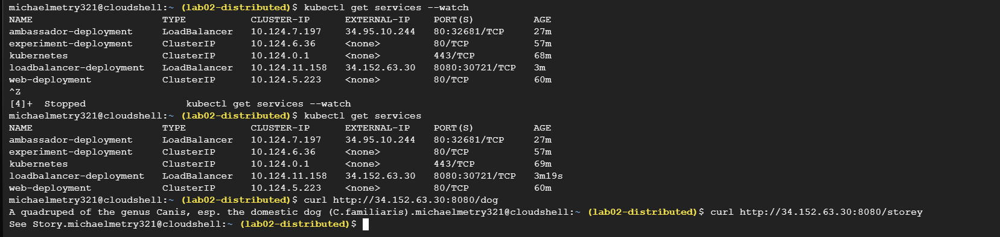 michaelmetry321@cloudshell:~ (lab02-distributed)$ kubectl get services --watch
NAME TYPE CLUSTER-IP EXTERNAL-IP PORT(S) AGE
ambassador-deployment LoadBalancer 10.124.7.197 34.95.10.244 80:32681/TCP 27m
experiment-deployment ClusterIP 10.124.6.36 <none> 80/TCP 57m
kubernetes ClusterIP 10.124.0.1 <none> 443/TCP 68m
loadbalancer-deployment LoadBalancer 10.124.11.158 34.152.63.30 8080:30721/TCP 3m
web-deployment ClusterIP 10.124.5.223 <none> 80/TCP 60m
^Z
[4]+ Stopped kubectl get services --watch
michaelmetry321@cloudshell:~ (lab02-distributed)$ kubectl get services
NAME TYPE CLUSTER-IP EXTERNAL-IP PORT(S) AGE
ambassador-deployment LoadBalancer 10.124.7.197 34.95.10.244 80:32681/TCP 27m
experiment-deployment ClusterIP 10.124.6.36 <none> 80/TCP 57m
kubernetes ClusterIP 10.124.0.1 <none> 443/TCP 69m
loadbalancer-deployment LoadBalancer 10.124.11.158 34.152.63.30 8080:30721/TCP 3m19s
web-deployment ClusterIP 10.124.5.223 <none> 80/TCP 60m
michaelmetry321@cloudshell:~ (lab02-distributed)$ curl http://34.152.63.30:8080/dog
A quadruped of the genus Canis, esp. the domestic dog (C.familiaris).michaelmetry321@cloudshell:~ (lab02-distributed)$ curl http://34.152.63.30:8080/storey
See Story.michaelmetry321@cloudshell:~ (lab02-distributed)$